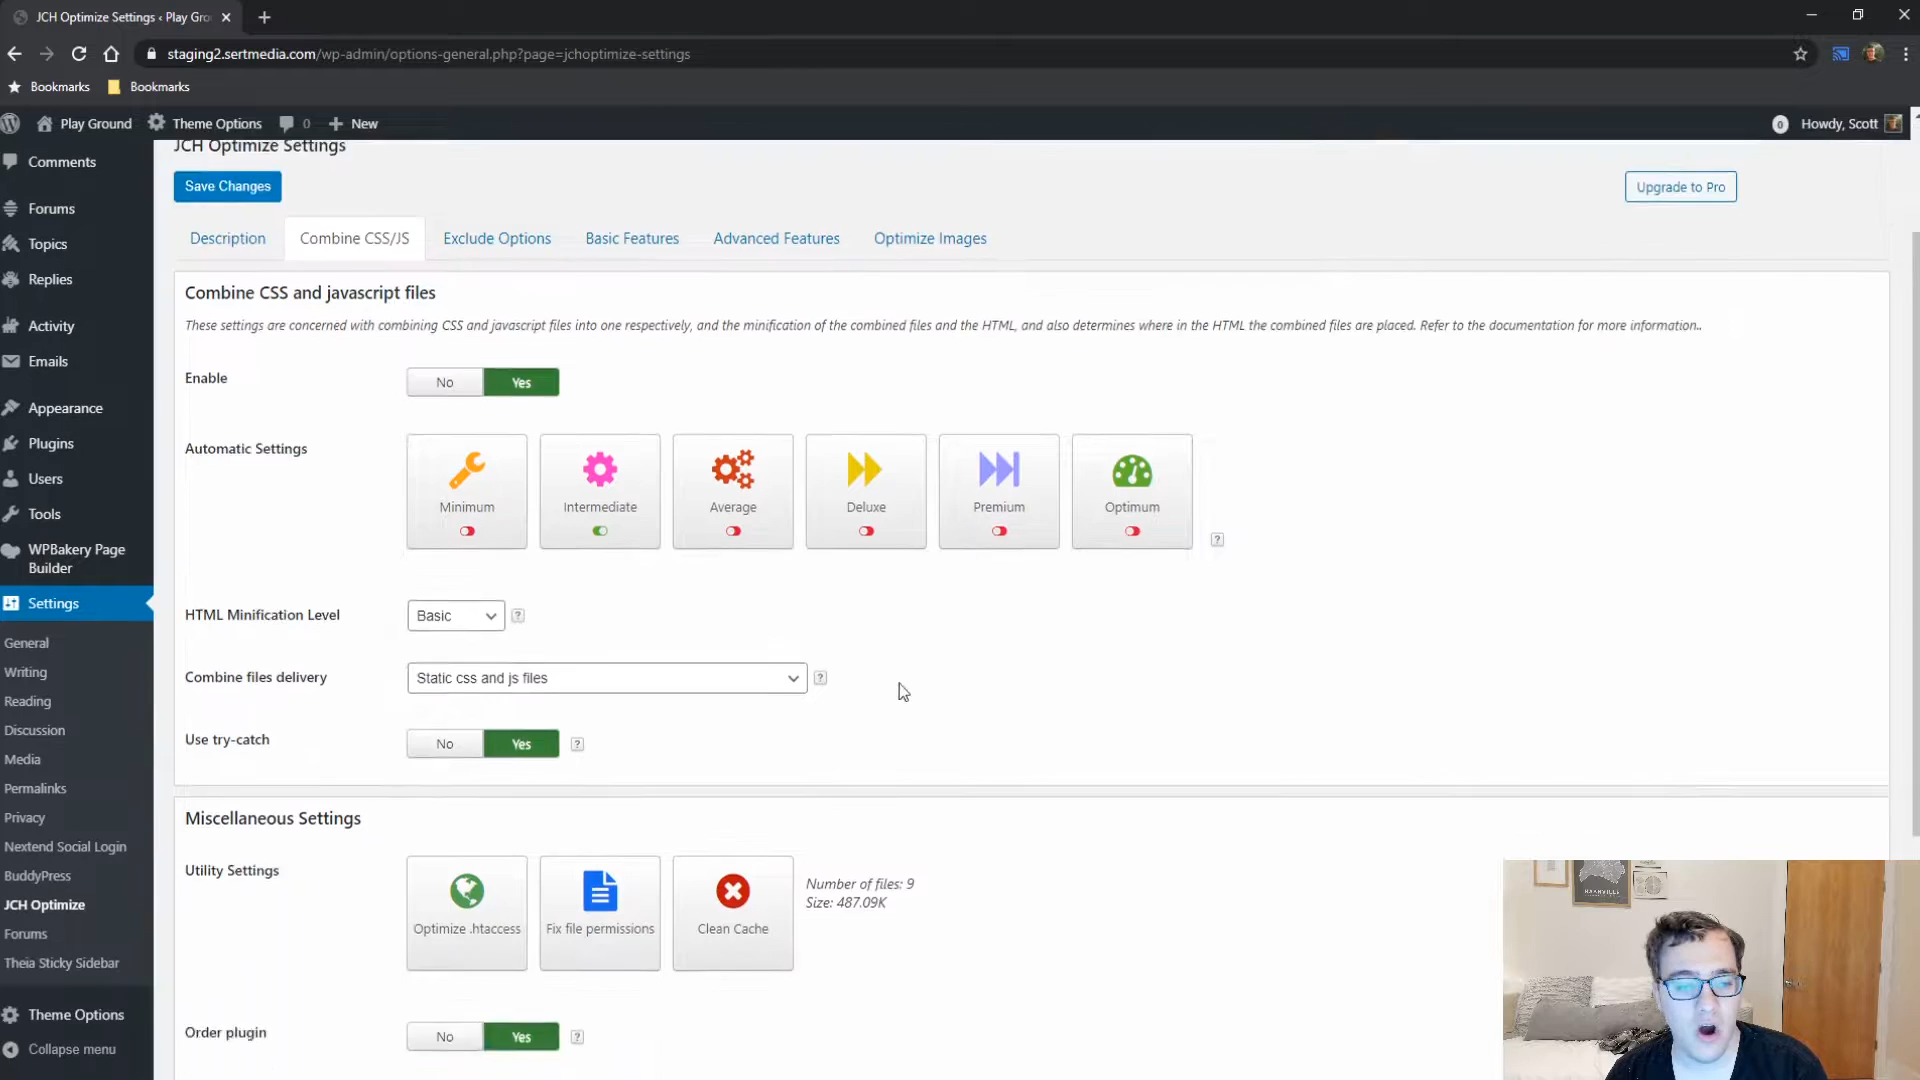 JCH Optimize Settings ‹ Play Gro
staging2.sertmedia.com/wp-admin/options-general.php?page=jchoptimize-settings
Bookmarks
Bookmarks
Play Ground
Theme Options
0
New
0
Howdy, Scott
Comments
Forums
Topics
Replies
Activity
Emails
Appearance
Plugins
Users
Tools
WPBakery Page
Builder
Settings
General
Writing
Reading
Discussion
Media
Permalinks
Privacy
Nextend Social Login
BuddyPress
JCH Optimize
Forums
Theia Sticky Sidebar
Theme Options
Collapse menu
JCH Optimize Settings
Save Changes
Upgrade to Pro
Description
Combine CSS/JS
Exclude Options
Basic Features
Advanced Features
Optimize Images
Combine CSS and javascript files
These settings are concerned with combining CSS and javascript files into one respectively, and the minification of the combined files and the HTML, and also determines where in the HTML the combined files are placed. Refer to the documentation for more information..
Enable
No
Yes
Automatic Settings
Minimum
Intermediate
Average
Deluxe
Premium
Optimum
?
HTML Minification Level
Basic
?
Combine files delivery
Static css and js files
?
Use try-catch
No
Yes
?
Miscellaneous Settings
Utility Settings
Optimize .htaccess
Fix file permissions
Clean Cache
Number of files: 9
Size: 487.09K
Order plugin
No
Yes
?